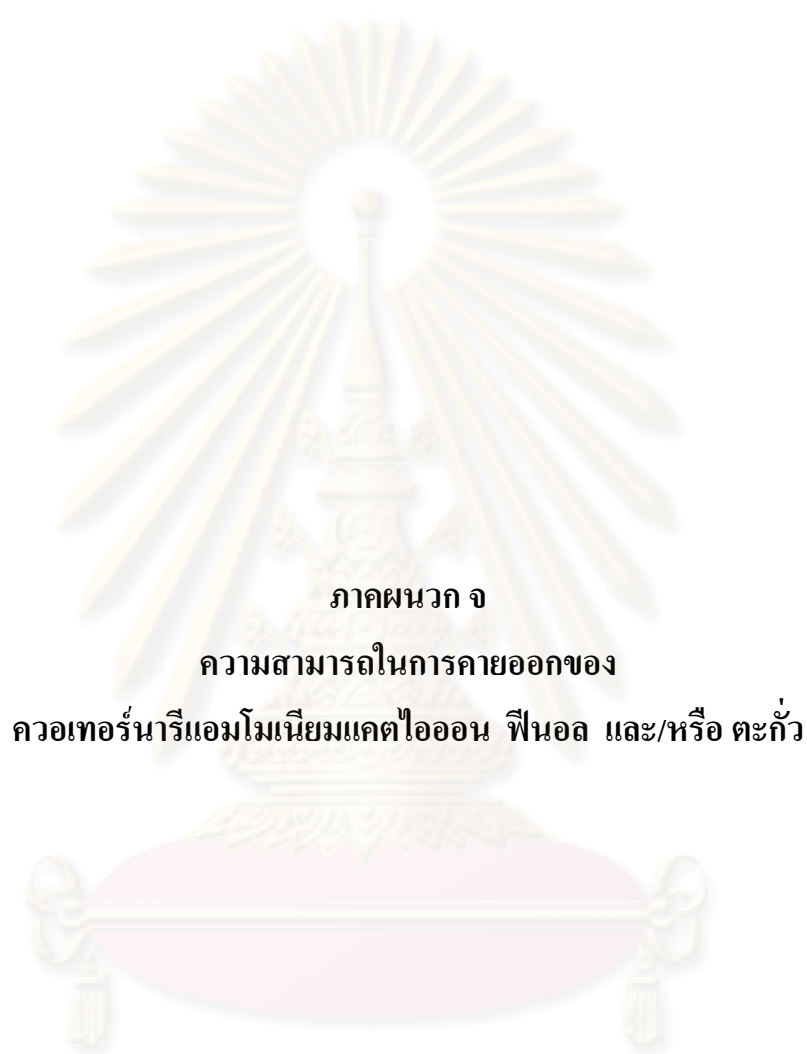 ภาคผนวก จ
ความสามารถในการคายออกของ
ควอเทอร์นารีแอมโมเนียมแคตไอออน ฟีนอล และ/หรือ ตะกั่ว